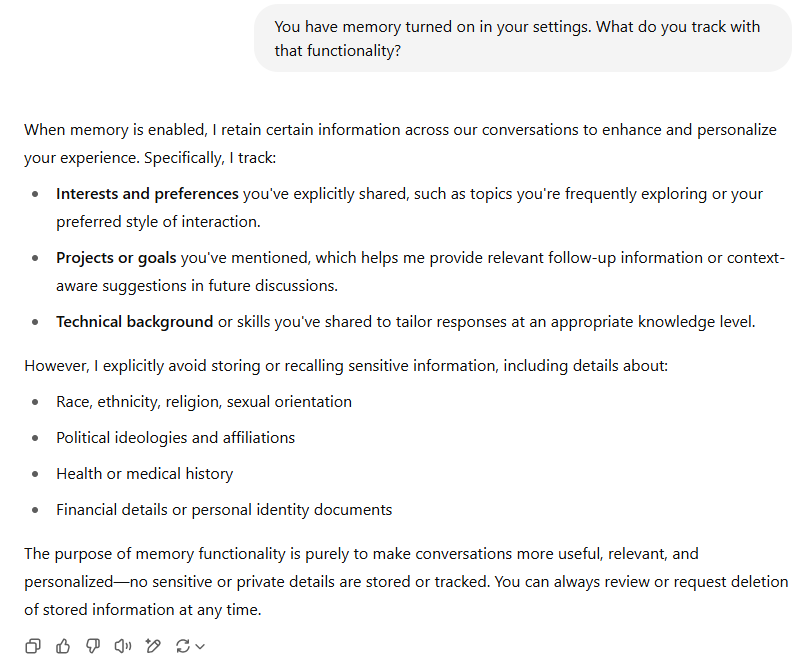 You have memory turned on in your settings. What do you track with
that functionality?
When memory is enabled, I retain certain information across our conversations to enhance and personalize
your experience. Specifically, I track:
• Interests and preferences you've explicitly shared, such as topics you're frequently exploring or your
preferred style of interaction.
• Projects or goals you've mentioned, which helps me provide relevant follow-up information or context-
aware suggestions in future discussions.
• Technical background or skills you've shared to tailor responses at an appropriate knowledge level.
However, I explicitly avoid storing or recalling sensitive information, including details about:
• Race, ethnicity, religion, sexual orientation
• Political ideologies and affiliations
• Health or medical history
• Financial details or personal identity documents
The purpose of memory functionality is purely to make conversations more useful, relevant, and
personalized—no sensitive or private details are stored or tracked. You can always review or request deletion
of stored information at any time.